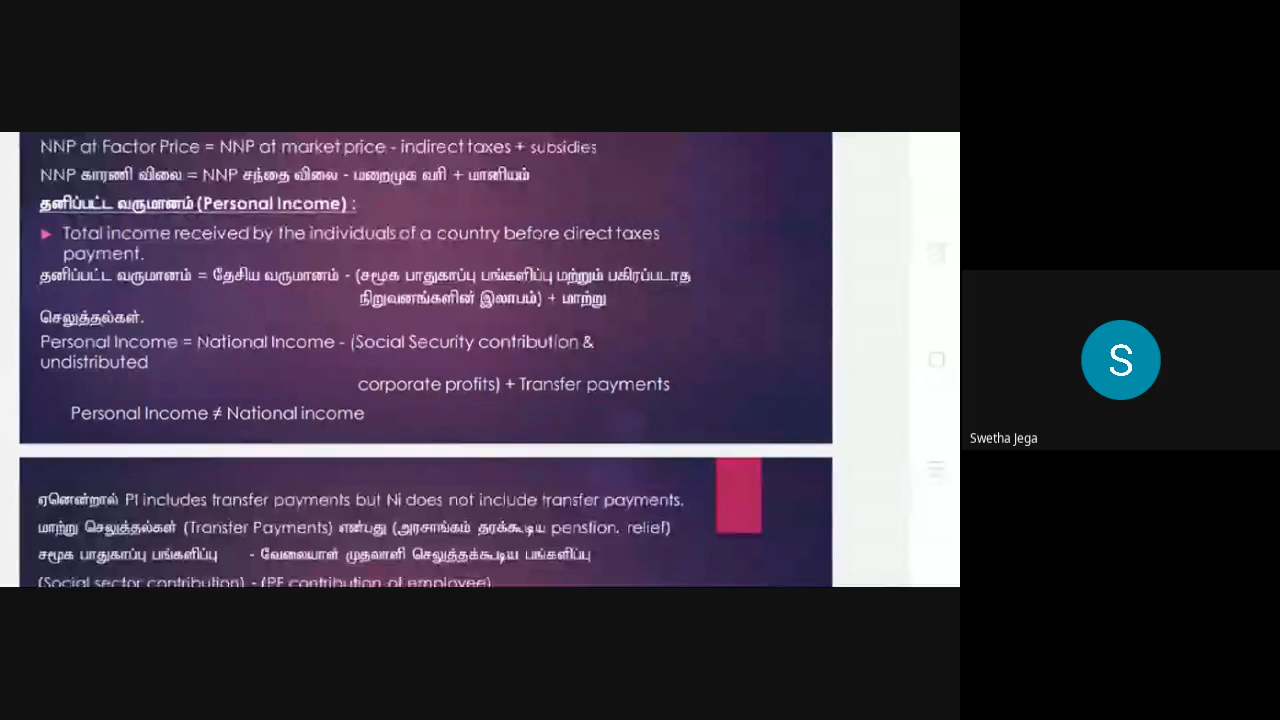 NNP at Factor Price = NNP at market price - indirect taxes + subsidies
NNP காரணி விலை = NNP சந்தை விலை - மறைமுக வரி + மானியம்
தனிப்பட்ட வருமானம் (Personal Income) :
Total income received by the individuals of a country before direct taxes
payment.
தனிப்பட்ட வருமானம் = தேசிய வருமானம் - (சமூக பாதுகாப்பு பங்களிப்பு மற்றும் பகிரப்படாத
நிறுவனங்களின் இலாபம்) + மாற்று
செலுத்தல்கள்.
Personal Income = National Income - (Social Security contribution &
undistributed
corporate profits) + Transfer payments
Personal Income ≠ National income
ஏனென்றால் PI includes transfer payments but Ni does not include transfer payments.
மாற்று செலுத்தல்கள் (Transfer Payments) என்பது (அரசாங்கம் தரக்கூடிய penstion. relief)
சமூக பாதுகாப்பு பங்களிப்பு - வேலையாள் முதலாளி செலுத்தக்கூடிய பங்களிப்பு
(Social sector contribution) - (PF contribution of employee)
S
Swetha Jega